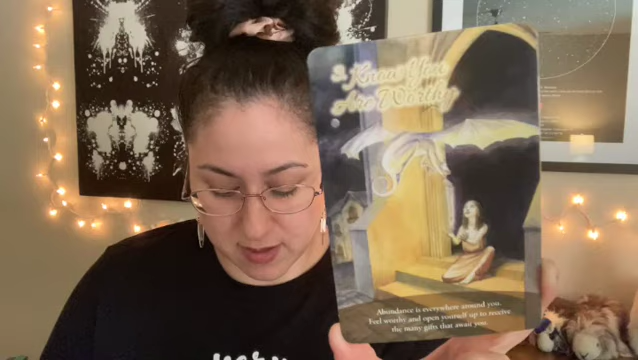 I Know You
Are Worthy
Abundance is everywhere around you.
Feel worthy and open yourself up to receive
the many gifts that await you.